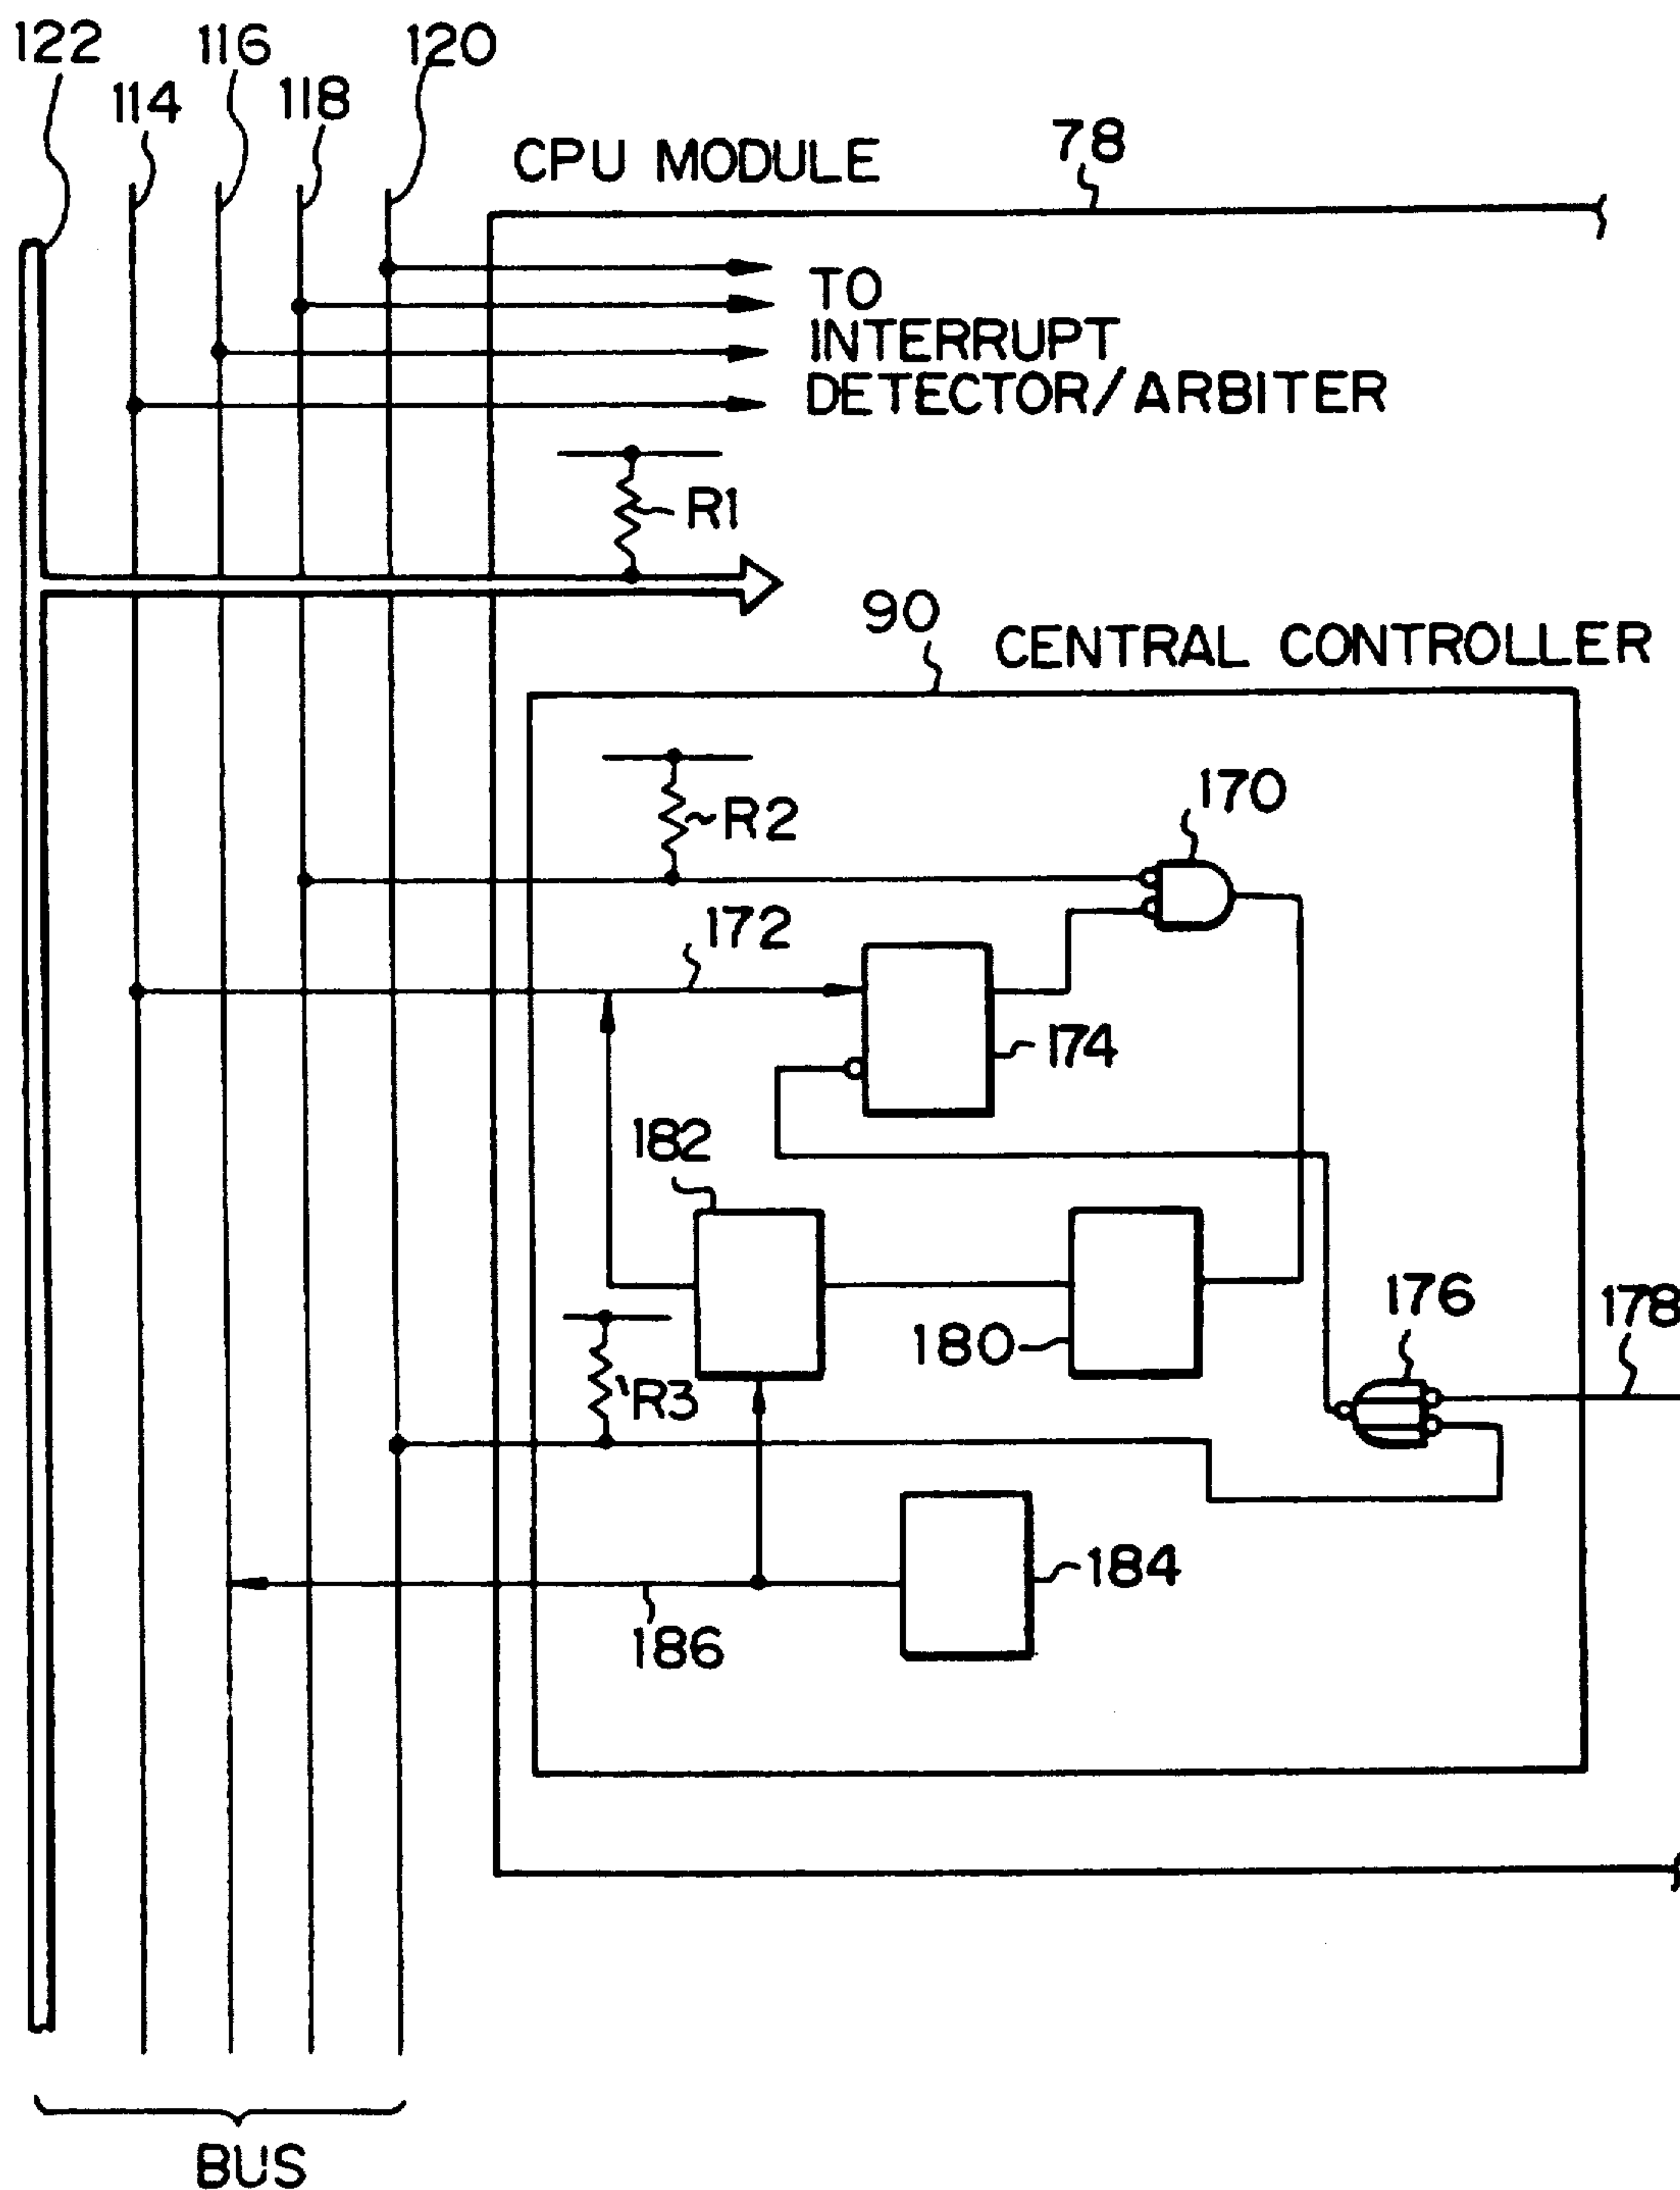 122
116
120
114
118
CPU MODULE
78
TO
INTERRUPT
DETECTOR/ARBITER
R1
90
CENTRAL CONTROLLER
170
R2
172
174
182
176
178
180
R3
184
186
BUS